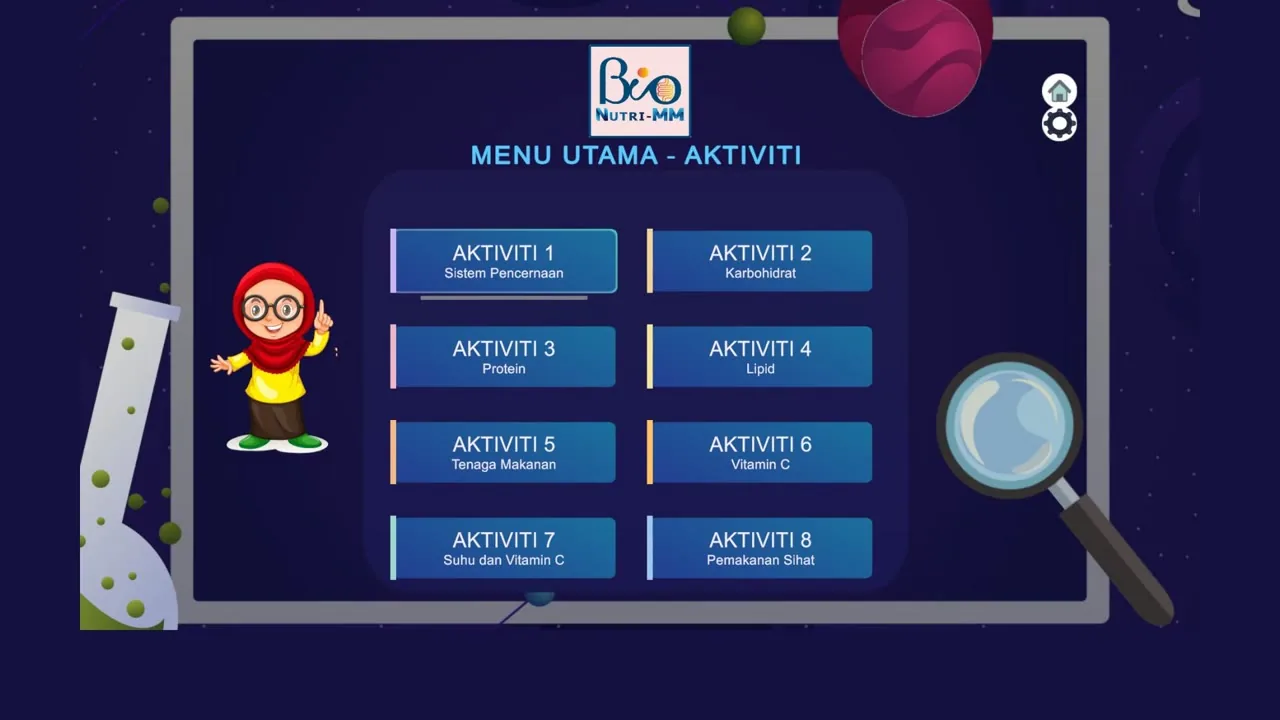 Bio
NUTRI-MM
MENU UTAMA - AKTIVITI
AKTIVITI 1
Sistem Pencernaan
AKTIVITI 2
Karbohidrat
AKTIVITI 3
Protein
AKTIVITI 4
Lipid
AKTIVITI 5
Tenaga Makanan
AKTIVITI 6
Vitamin C
AKTIVITI 7
Suhu dan Vitamin C
AKTIVITI 8
Pemakanan Sihat